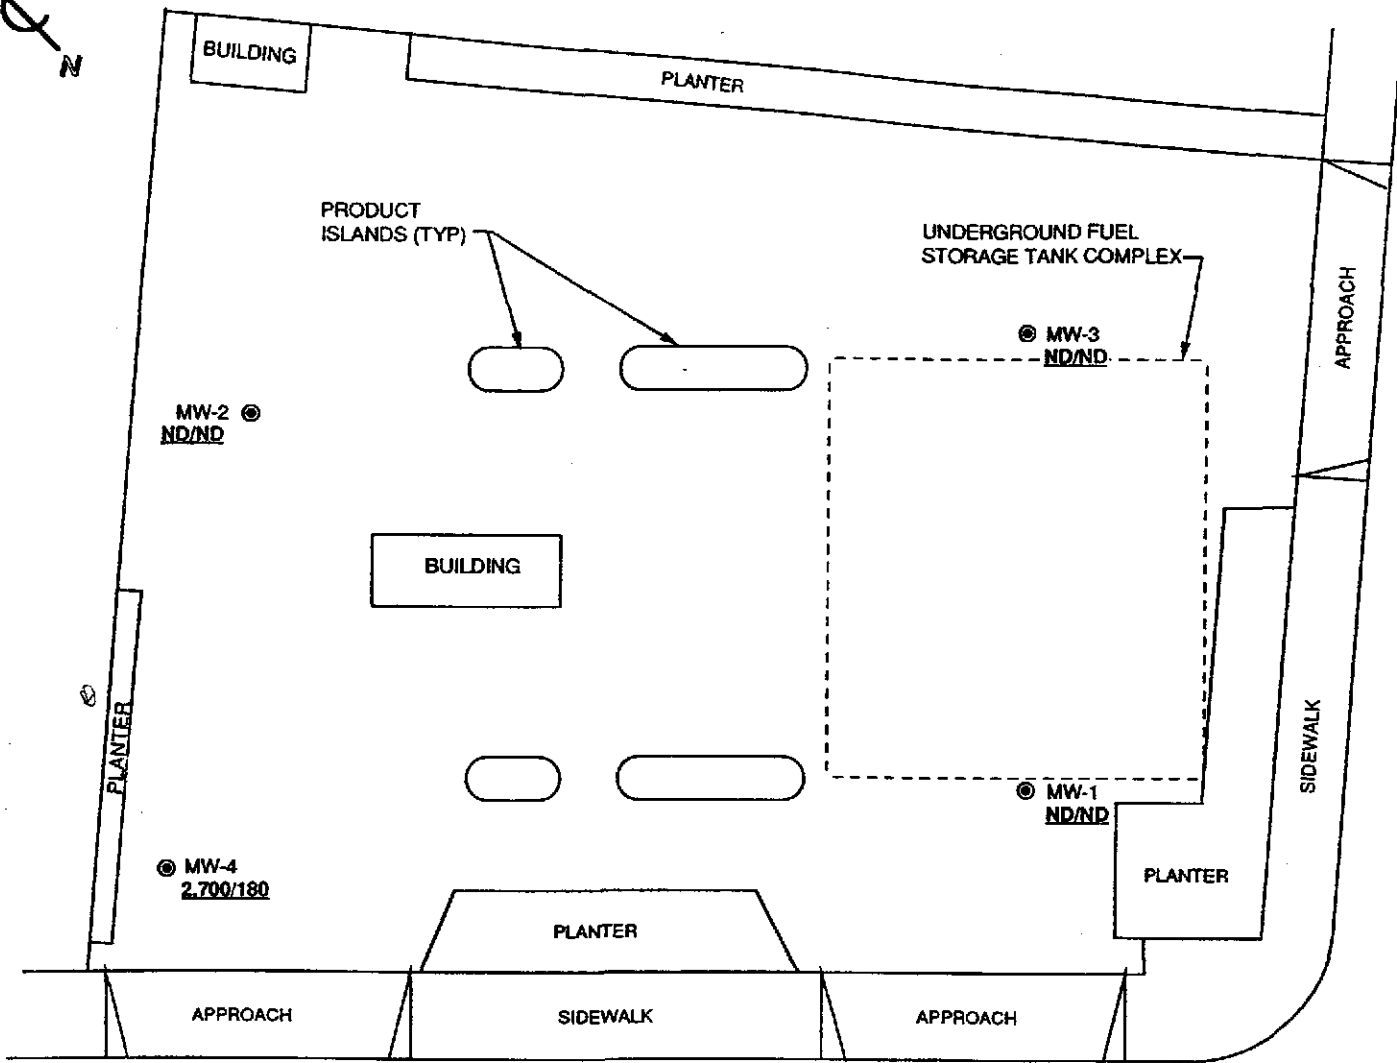 N
BUILDING
PLANTER
PRODUCT
ISLANDS (TYP)
UNDERGROUND FUEL
STORAGE TANK COMPLEX
APPROACH
MW-3
ND/ND
MW-2
ND/ND
BUILDING
PLANTER
SIDEWALK
MW-1
ND/ND
MW-4
2,700/180
PLANTER
PLANTER
APPROACH
SIDEWALK
APPROACH